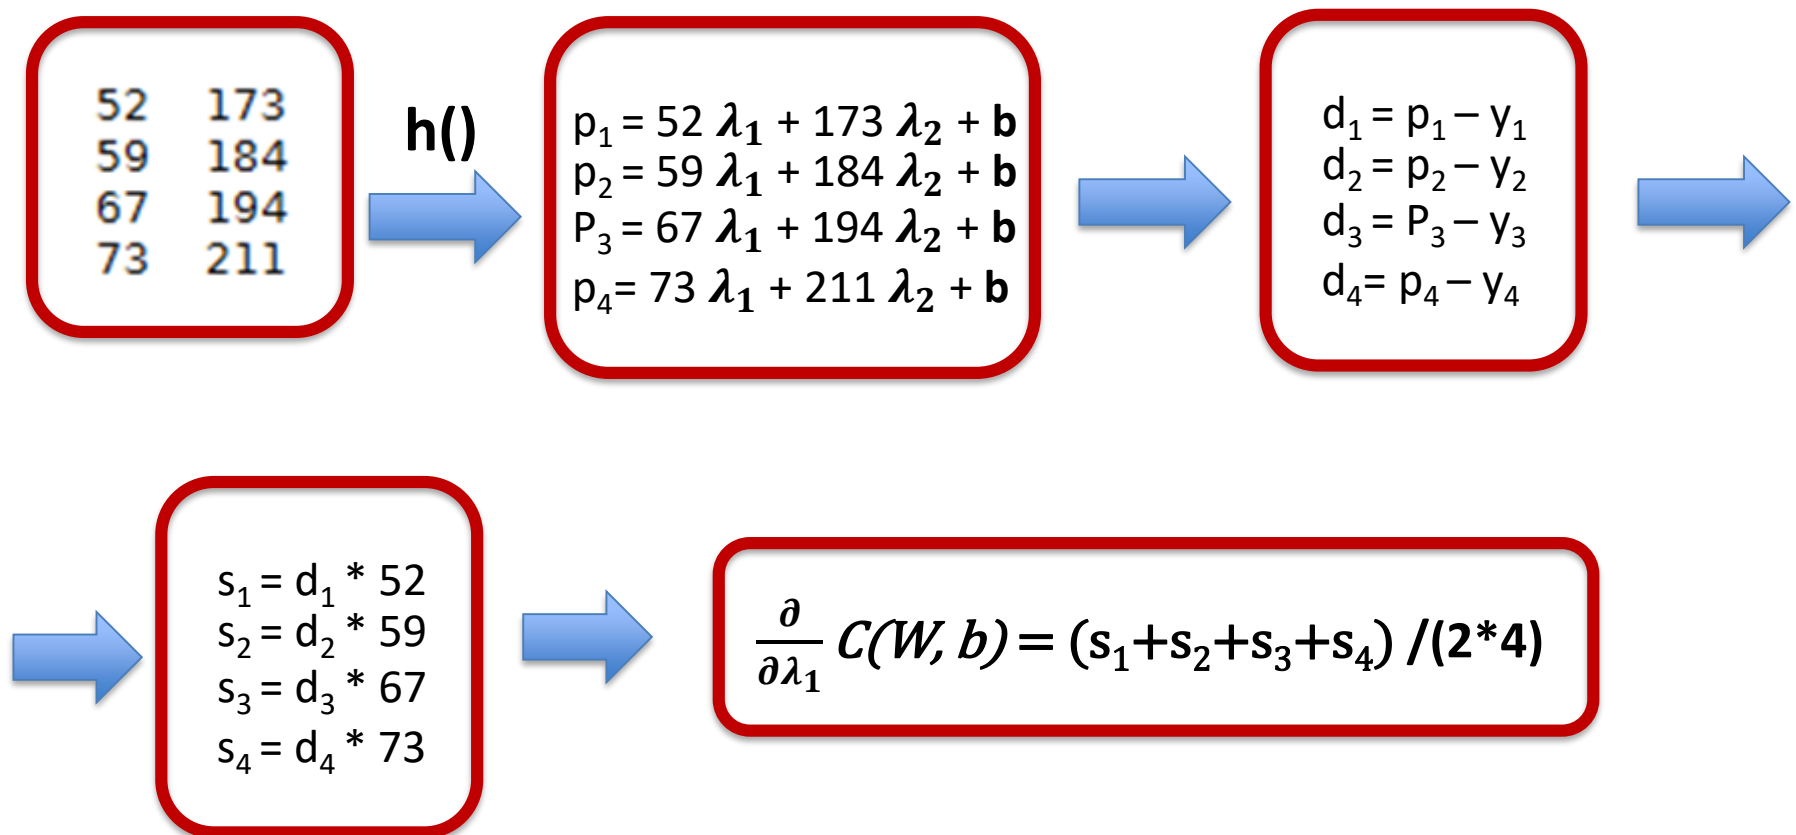 52 173
59 184
67 194
73 211
h()
p₁ = 52 λ₁ + 173 λ₂ + b
p₂ = 59 λ₁ + 184 λ₂ + b
P₃ = 67 λ₁ + 194 λ₂ + b
p₄= 73 λ₁ + 211 λ₂ + b
d₁ = p₁ – y₁
d₂ = p₂ – y₂
d₃ = P₃ – y₃
d₄= p₄ – y₄
s₁ = d₁ * 52
s₂ = d₂ * 59
s₃ = d₃ * 67
s₄ = d₄ * 73
∂/∂λ₁ C(W, b) = (s₁+s₂+s₃+s₄) /(2*4)